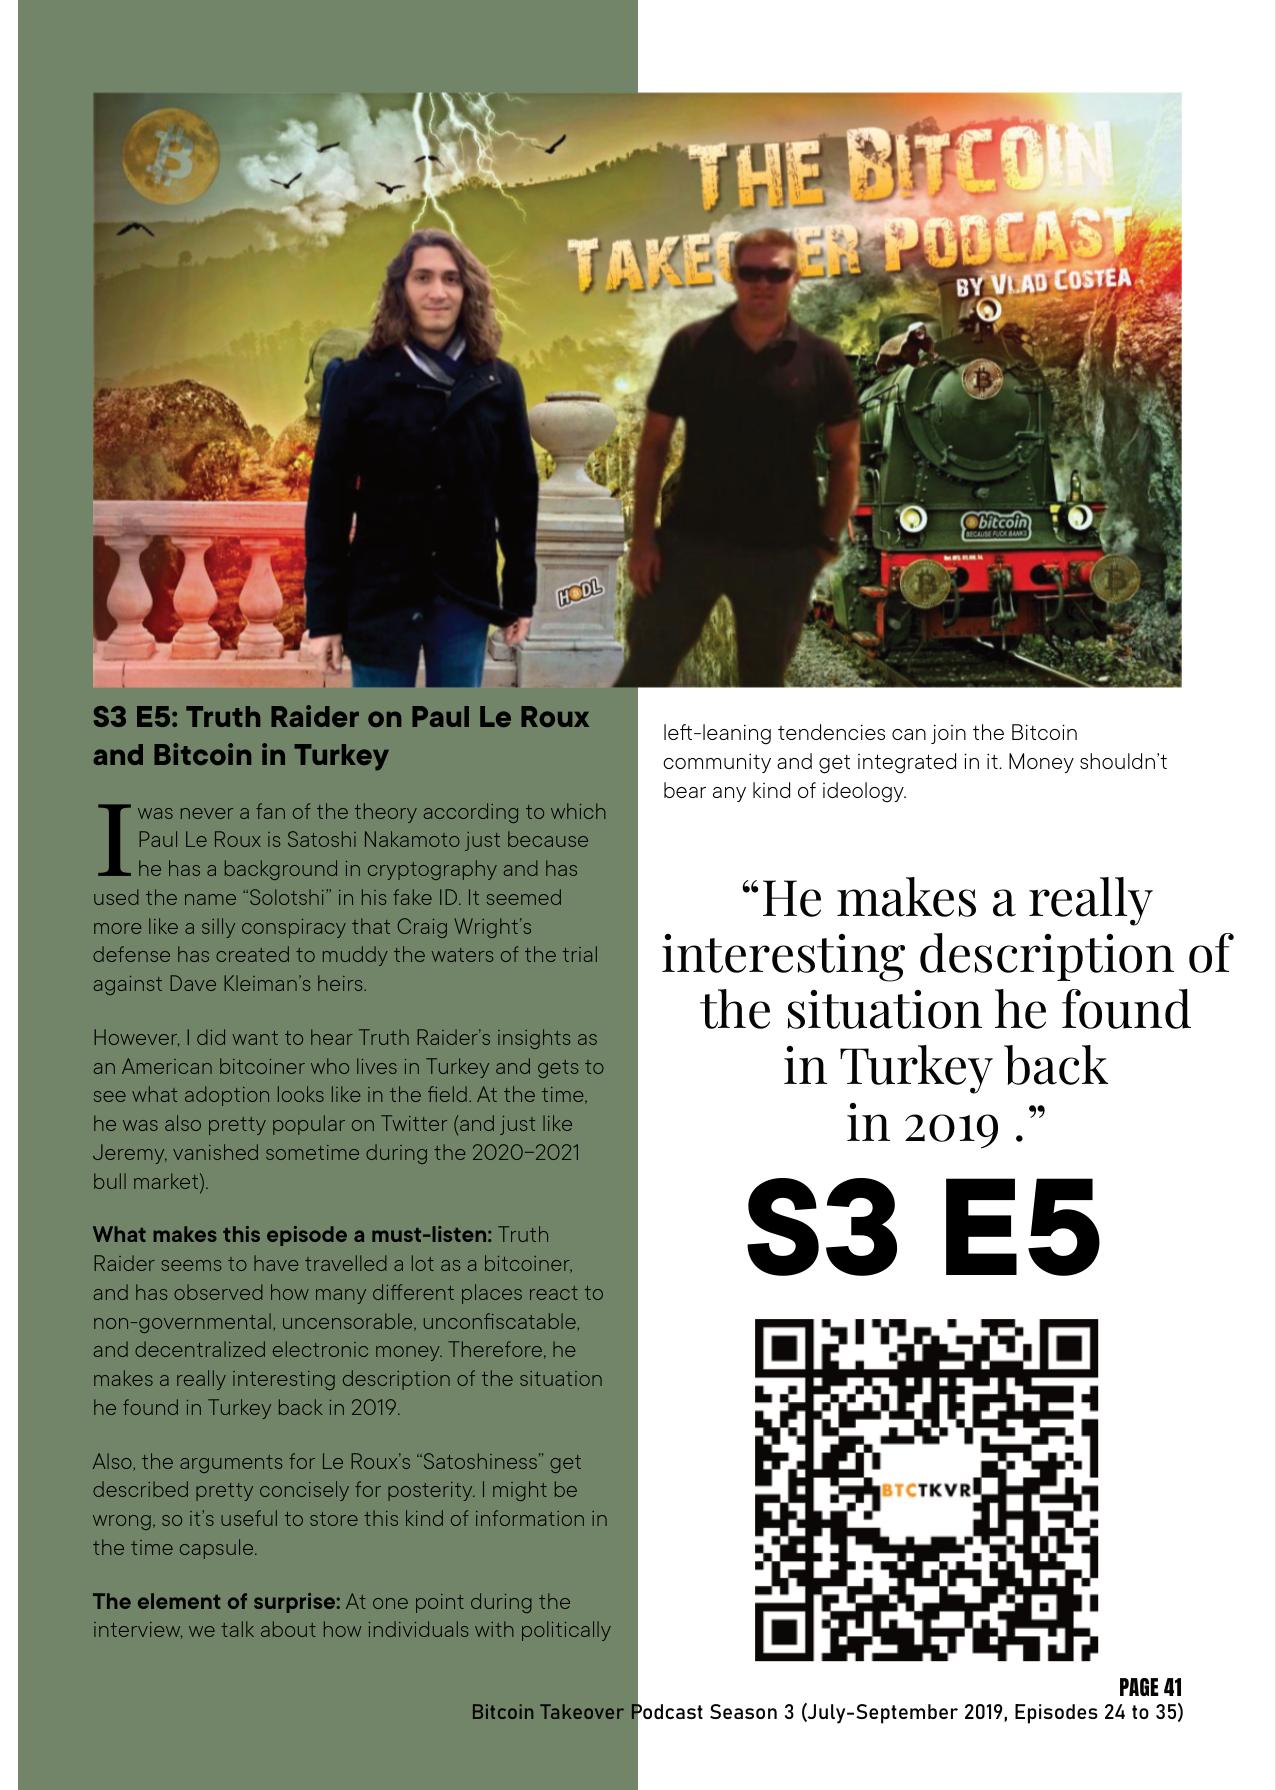 THE BITCOIN
TAKEOVER PODCAST
BY VLAD COSTEA
bitcoin
BECAUSE FUCK BANKS
HODL
S3 E5: Truth Raider on Paul Le Roux
and Bitcoin in Turkey
I was never a fan of the theory according to which
Paul Le Roux is Satoshi Nakamoto just because
he has a background in cryptography and has
used the name “Solotshi” in his fake ID. It seemed
more like a silly conspiracy that Craig Wright’s
defense has created to muddy the waters of the trial
against Dave Kleiman’s heirs.
However, I did want to hear Truth Raider’s insights as
an American bitcoiner who lives in Turkey and gets to
see what adoption looks like in the field. At the time,
he was also pretty popular on Twitter (and just like
Jeremy, vanished sometime during the 2020–2021
bull market).
What makes this episode a must-listen: Truth
Raider seems to have travelled a lot as a bitcoiner,
and has observed how many different places react to
non-governmental, uncensorable, unconfiscatable,
and decentralized electronic money. Therefore, he
makes a really interesting description of the situation
he found in Turkey back in 2019.
Also, the arguments for Le Roux’s “Satoshiness” get
described pretty concisely for posterity. I might be
wrong, so it’s useful to store this kind of information in
the time capsule.
The element of surprise: At one point during the
interview, we talk about how individuals with politically
left-leaning tendencies can join the Bitcoin
community and get integrated in it. Money shouldn’t
bear any kind of ideology.
“He makes a really
interesting description of
the situation he found
in Turkey back
in 2019 .”
S3 E5
BTCTKVR
PAGE 41
Bitcoin Takeover Podcast Season 3 (July-September 2019, Episodes 24 to 35)